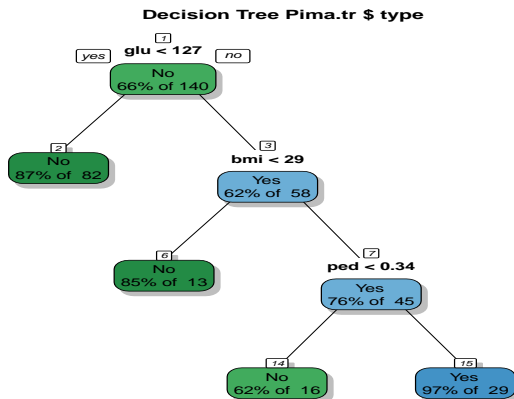 Decision Tree Pima.tr $ type
1
yes
glu < 127
no
No
66% of 140
2
No
87% of 82
3
bmi < 29
Yes
62% of 58
6
No
85% of 13
7
ped < 0.34
Yes
76% of 45
14
No
62% of 16
15
Yes
97% of 29